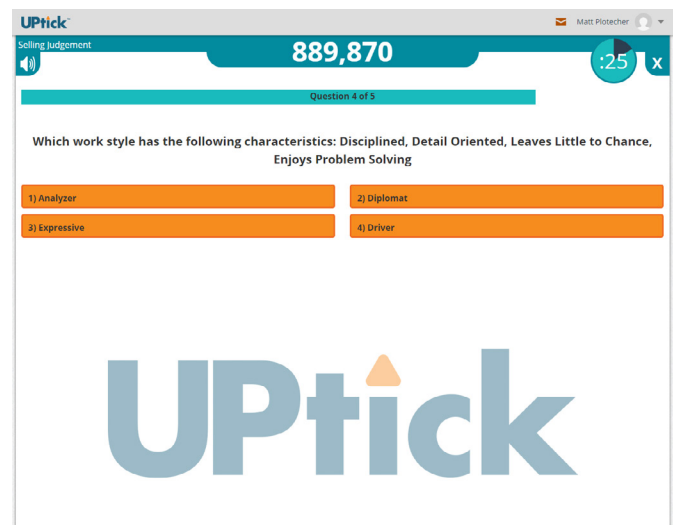 UPtick
Matt Plotecher
Selling Judgement
889,870
:25
X
Question 4 of 5
Which work style has the following characteristics: Disciplined, Detail Oriented, Leaves Little to Chance,
Enjoys Problem Solving
1) Analyzer
2) Diplomat
3) Expressive
4) Driver
UPtick